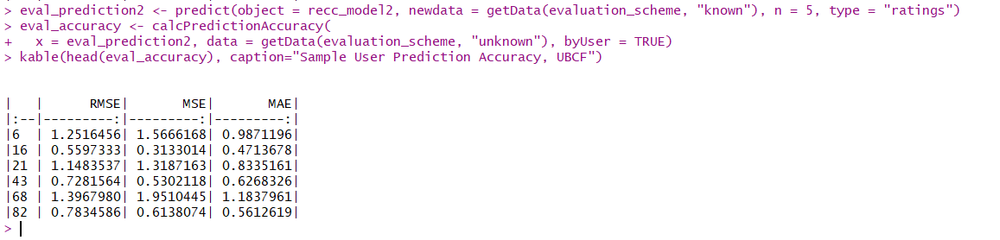 > eval_prediction2 <- predict(object = recc_model2, newdata = getData(evaluation_scheme, "known"), n = 5, type = "ratings")
> eval_accuracy <- calcPredictionAccuracy(
+   x = eval_prediction2, data = getData(evaluation_scheme, "unknown"), byUser = TRUE)
> kable(head(eval_accuracy), caption="Sample User Prediction Accuracy, UBCF")
|   |      RMSE|       MSE|       MAE|
|:--|---------:|---------:|---------:|
|6  | 1.2516456| 1.5666168| 0.9871196|
|16 | 0.5597333| 0.3133014| 0.4713678|
|21 | 1.1483537| 1.3187163| 0.8335161|
|43 | 0.7281564| 0.5302118| 0.6268326|
|68 | 1.3967980| 1.9510445| 1.1837961|
|82 | 0.7834586| 0.6138074| 0.5612619|
>